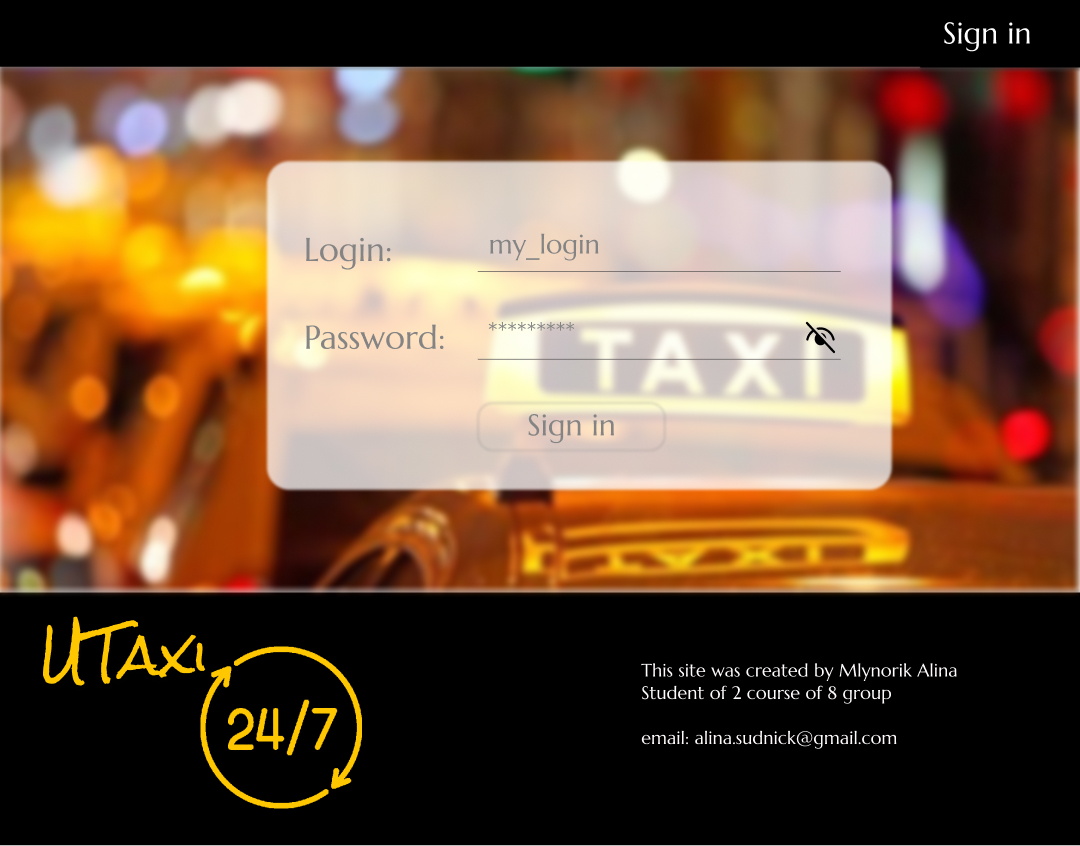 Sign in
Login: my_login
Password: *********
TAXI
Sign in
TAXI
UTAXI
24/7
This site was created by Mlynorik Alina
Student of 2 course of 8 group
email: alina.sudnick@gmail.com